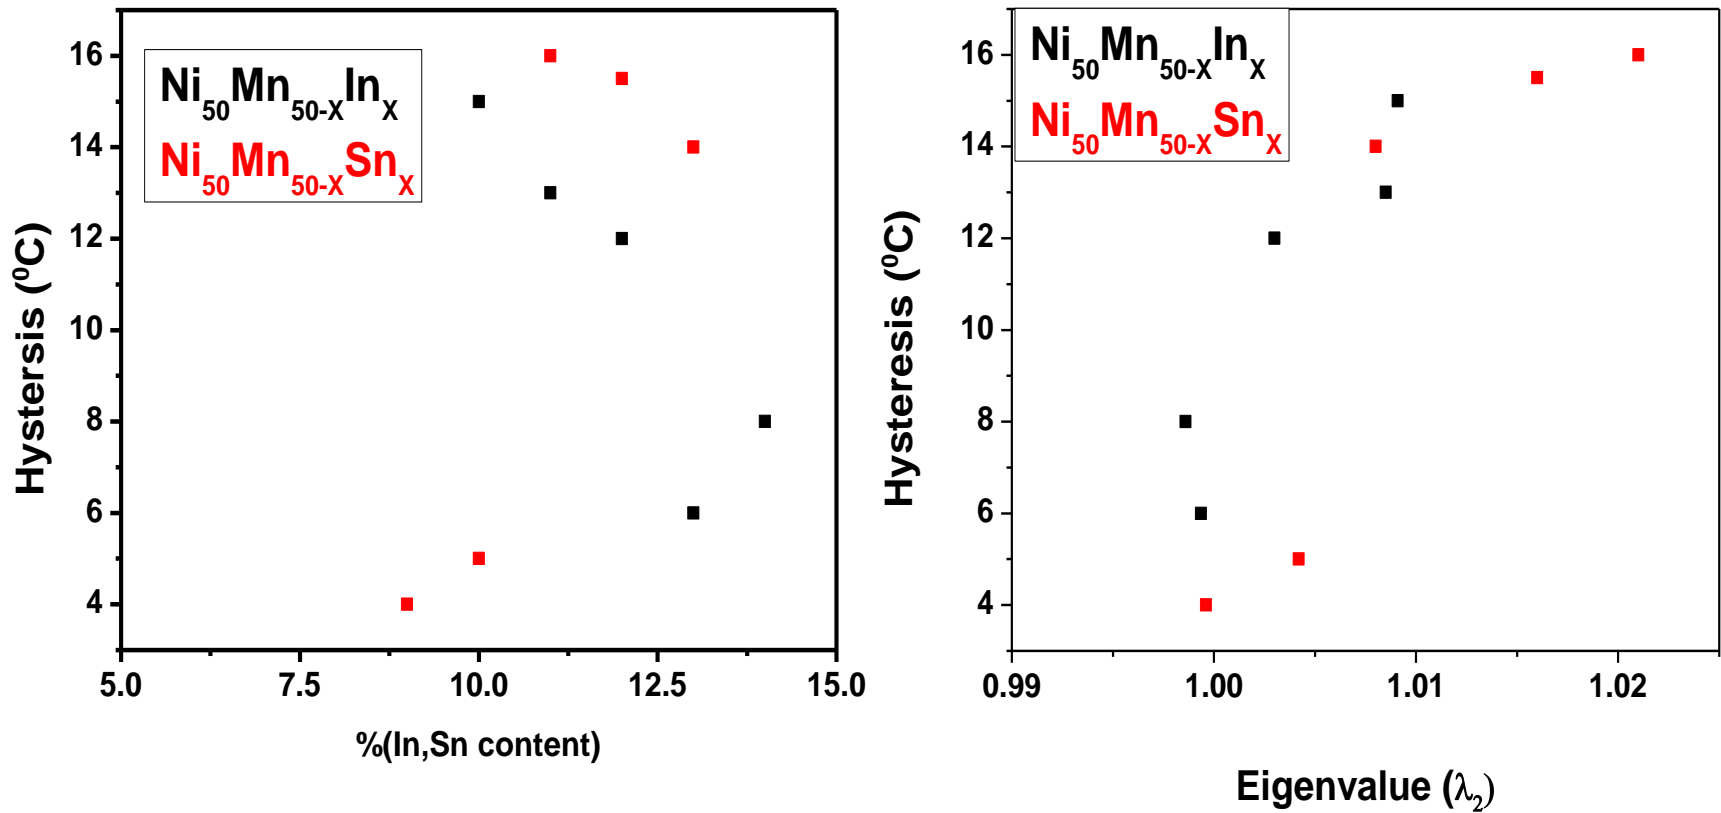 Ni50Mn50-XInX
Ni50Mn50-XSnX
16
14
12
10
8
6
4
Hystersis (⁰C)
5.0 7.5 10.0 12.5 15.0
%(In,Sn content)
Ni50Mn50-XInX
Ni50Mn50-XSnX
16
14
12
10
8
6
4
Hysteresis (⁰C)
0.99 1.00 1.01 1.02
Eigenvalue (λ2)